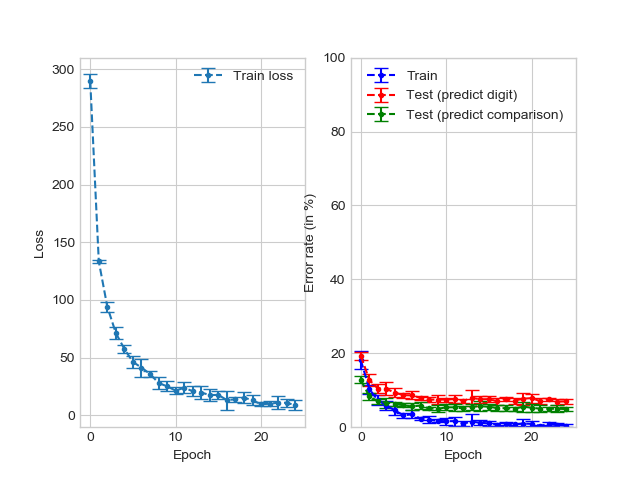 300
250
200
150
100
50
0
0
10
20
Loss
Epoch
Train loss
100
80
60
40
20
0
0
10
20
Error rate (in %)
Epoch
Train
Test (predict digit)
Test (predict comparison)